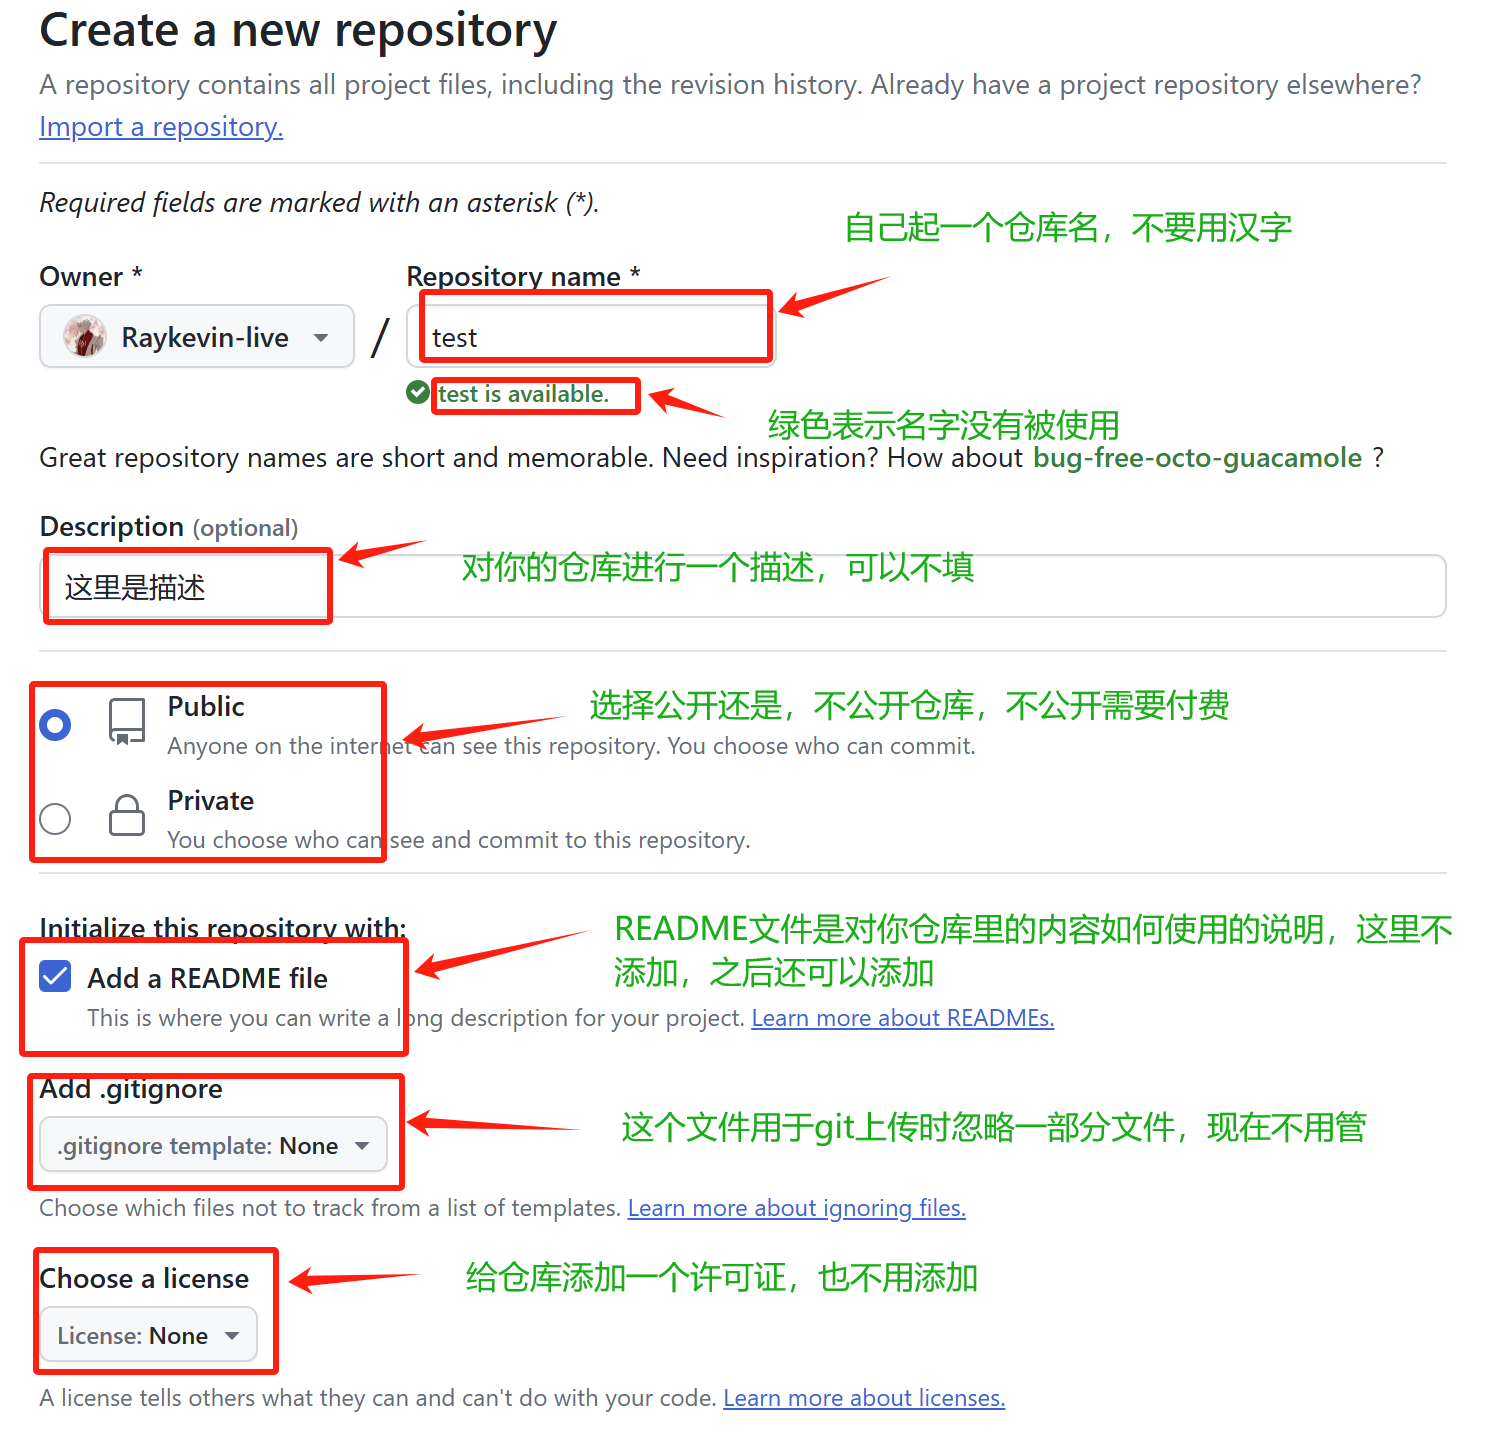 Create a new repository
A repository contains all project files, including the revision history. Already have a project repository elsewhere?
Import a repository.
Required fields are marked with an asterisk (*).
自己起一个仓库名，不要用汉字
Owner *
Repository name *
Raykevin-live
/
test
test is available.
绿色表示名字没有被使用
Great repository names are short and memorable. Need inspiration? How about bug-free-octo-guacamole ?
Description (optional)
对你的仓库进行一个描述，可以不填
这里是描述
选择公开还是，不公开仓库，不公开需要付费
Public
Anyone on the internet can see this repository. You choose who can commit.
Private
You choose who can see and commit to this repository.
Initialize this repository with:
README文件是对你仓库里的内容如何使用的说明，这里不
添加，之后还可以添加
Add a README file
This is where you can write a long description for your project. Learn more about READMEs.
Add .gitignore
这个文件用于git上传时忽略一部分文件，现在不用管
.gitignore template: None
Choose which files not to track from a list of templates. Learn more about ignoring files.
Choose a license
给仓库添加一个许可证，也不用添加
License: None
A license tells others what they can and can't do with your code. Learn more about licenses.